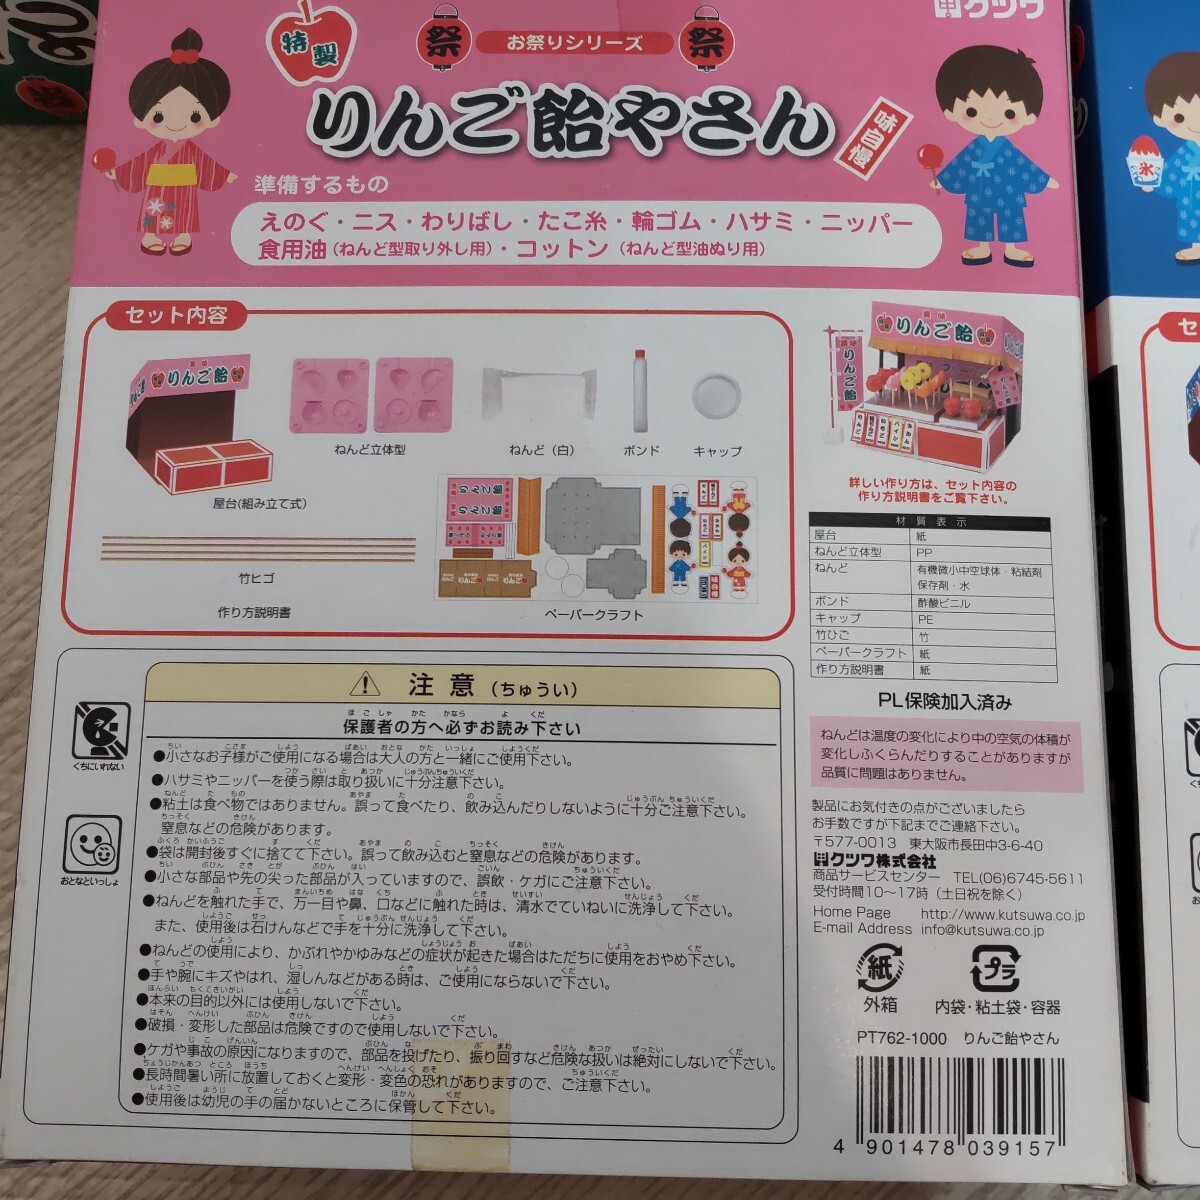 クツワ
特製
祭
お祭りシリーズ
祭
りんご飴やさん
味自慢
準備するもの
えのぐ・ニス・わりばし・たこ糸・輪ゴム・ハサミ・ニッパー
食用油(ねんど型取り外し用)・コットン(ねんど型油ぬり用)
セット内容
りんご飴
屋台(組み立て式)
ねんど立体型
ねんど(白)
ボンド
キャップ
竹ヒゴ
作り方説明書
ペーパークラフト
りんご飴
詳しい作り方は、セット内容の
作り方説明書をご覧下さい。
材質表示
屋台 紙
ねんど立体型 PP
ねんど 有機微小中空球体・粘結剤
保存剤・水
ボンド 酢酸ビニル
キャップ PE
竹ひご 竹
ペーパークラフト 紙
作り方説明書 紙
PL保険加入済み
ねんどは温度の変化により中の空気の体積が
変化しふくらんだりすることがありますが
品質に問題はありません。
製品にお気付きの点がございましたら
お手数ですが下記までご連絡下さい。
〒577-0013 東大阪市長田中3-6-40
クツワ株式会社
商品サービスセンター TEL(06)6745-5611
受付時間10〜17時(土日祝を除く)
Home Page http://www.kutsuwa.co.jp
E-mail Address info@kutsuwa.co.jp
紙
外箱
プラ
内袋・粘土袋・容器
PT762-1000 りんご飴やさん
4 901478 039157
くちにいれない
おとなといっしょ
注意(ちゅうい)
保護者の方へ必ずお読み下さい
●小さなお子様がご使用になる場合は大人の方と一緒にご使用下さい。
●ハサミやニッパーを使う際は取り扱いに十分注意下さい。
●粘土は食べ物ではありません。誤って食べたり、飲み込んだりしないように十分ご注意下さい。
窒息などの危険があります。
●袋は開封後すぐに捨てて下さい。誤って飲み込むと窒息などの危険があります。
●小さな部品や先の尖った部品が入っていますので、誤飲・ケガにご注意下さい。
●ねんどを触れた手で、万一目や鼻、口などに触れた時は、清水でていねいに洗浄して下さい。
また、使用後は石けんなどで手を十分に洗浄して下さい。
●ねんどの使用により、かぶれやかゆみなどの症状が起きた場合はただちに使用をおやめ下さい。
●手や腕にキズやはれ、湿しんなどがある時は、ご使用にならないで下さい。
●本来の目的以外には使用しないで下さい。
●破損・変形した部品は危険ですので使用しないで下さい。
●ケガや事故の原因になりますので、部品を投げたり、振り回すなど危険な扱いは絶対にしないで下さい。
●長時間暑い所に放置しておくと変形・変色の恐れがありますので、ご注意下さい。
●使用後は幼児の手の届かないところに保管して下さい。
氷